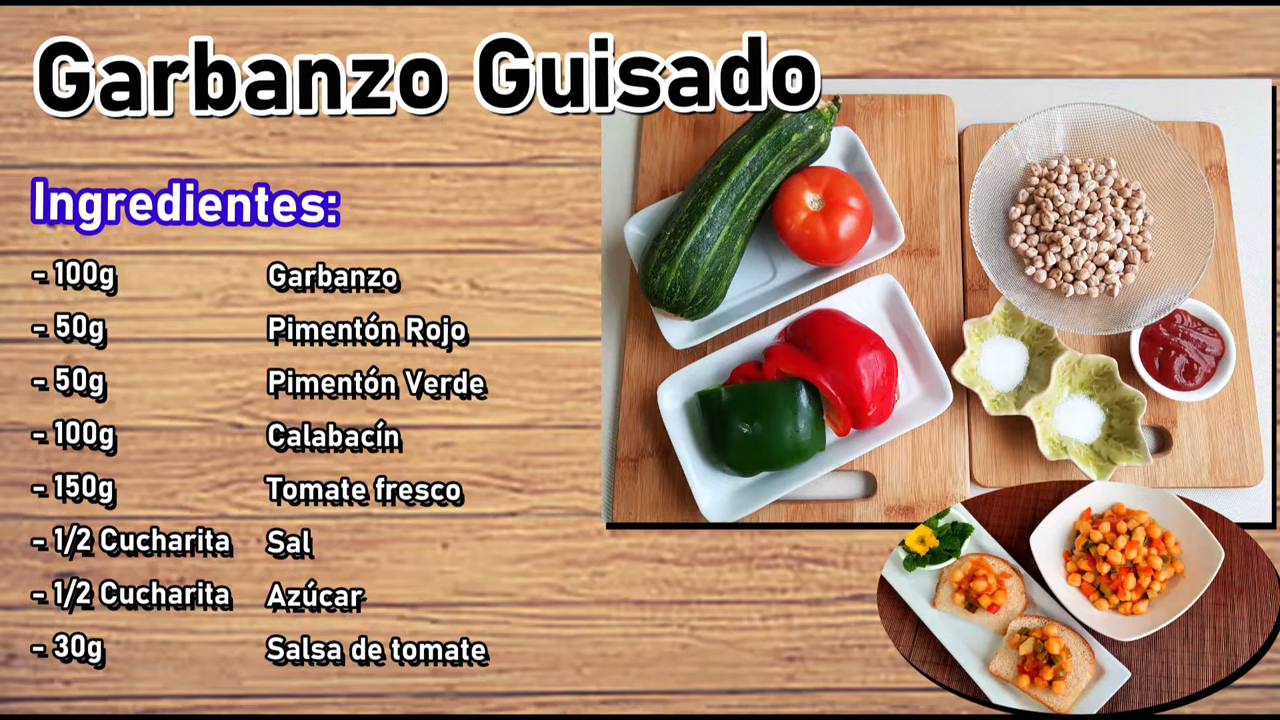 Garbanzo Guisado
Ingredientes:
- 100g Garbanzo
- 50g Pimentón Rojo
- 50g Pimentón Verde
- 100g Calabacín
- 150g Tomate fresco
- 1/2 Cucharita Sal
- 1/2 Cucharita Azúcar
- 30g Salsa de tomate